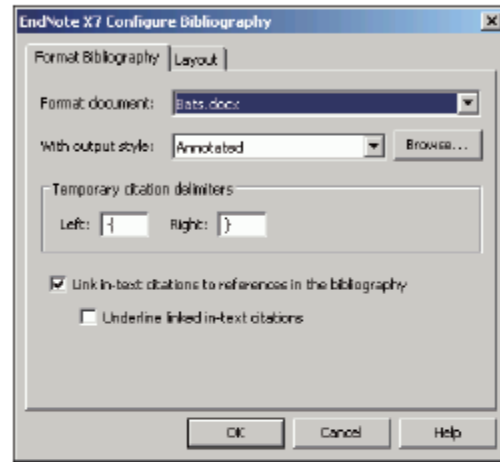 EndNote X7 Configure Bibliography
Format Bibliography Layout
Format document: Bats.docx
With output style: Annotated Browse...
Temporary citation delimiters
Left: { Right: }
Link in-text citations to references in the bibliography
Underline linked in-text citations
OK Cancel Help